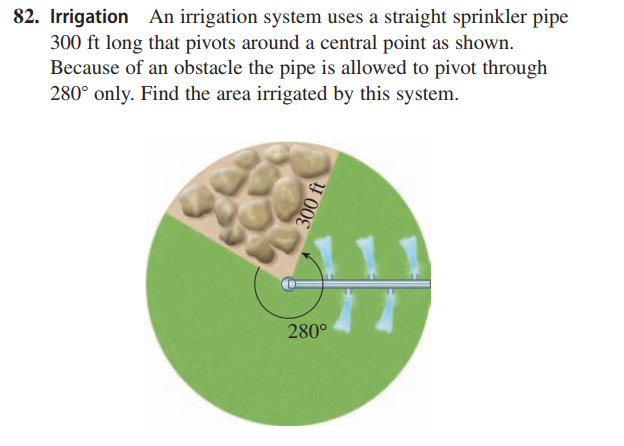 82. Irrigation An irrigation system uses a straight sprinkler pipe
300 ft long that pivots around a central point as shown.
Because of an obstacle the pipe is allowed to pivot through
280° only. Find the area irrigated by this system.
300 ft
280°